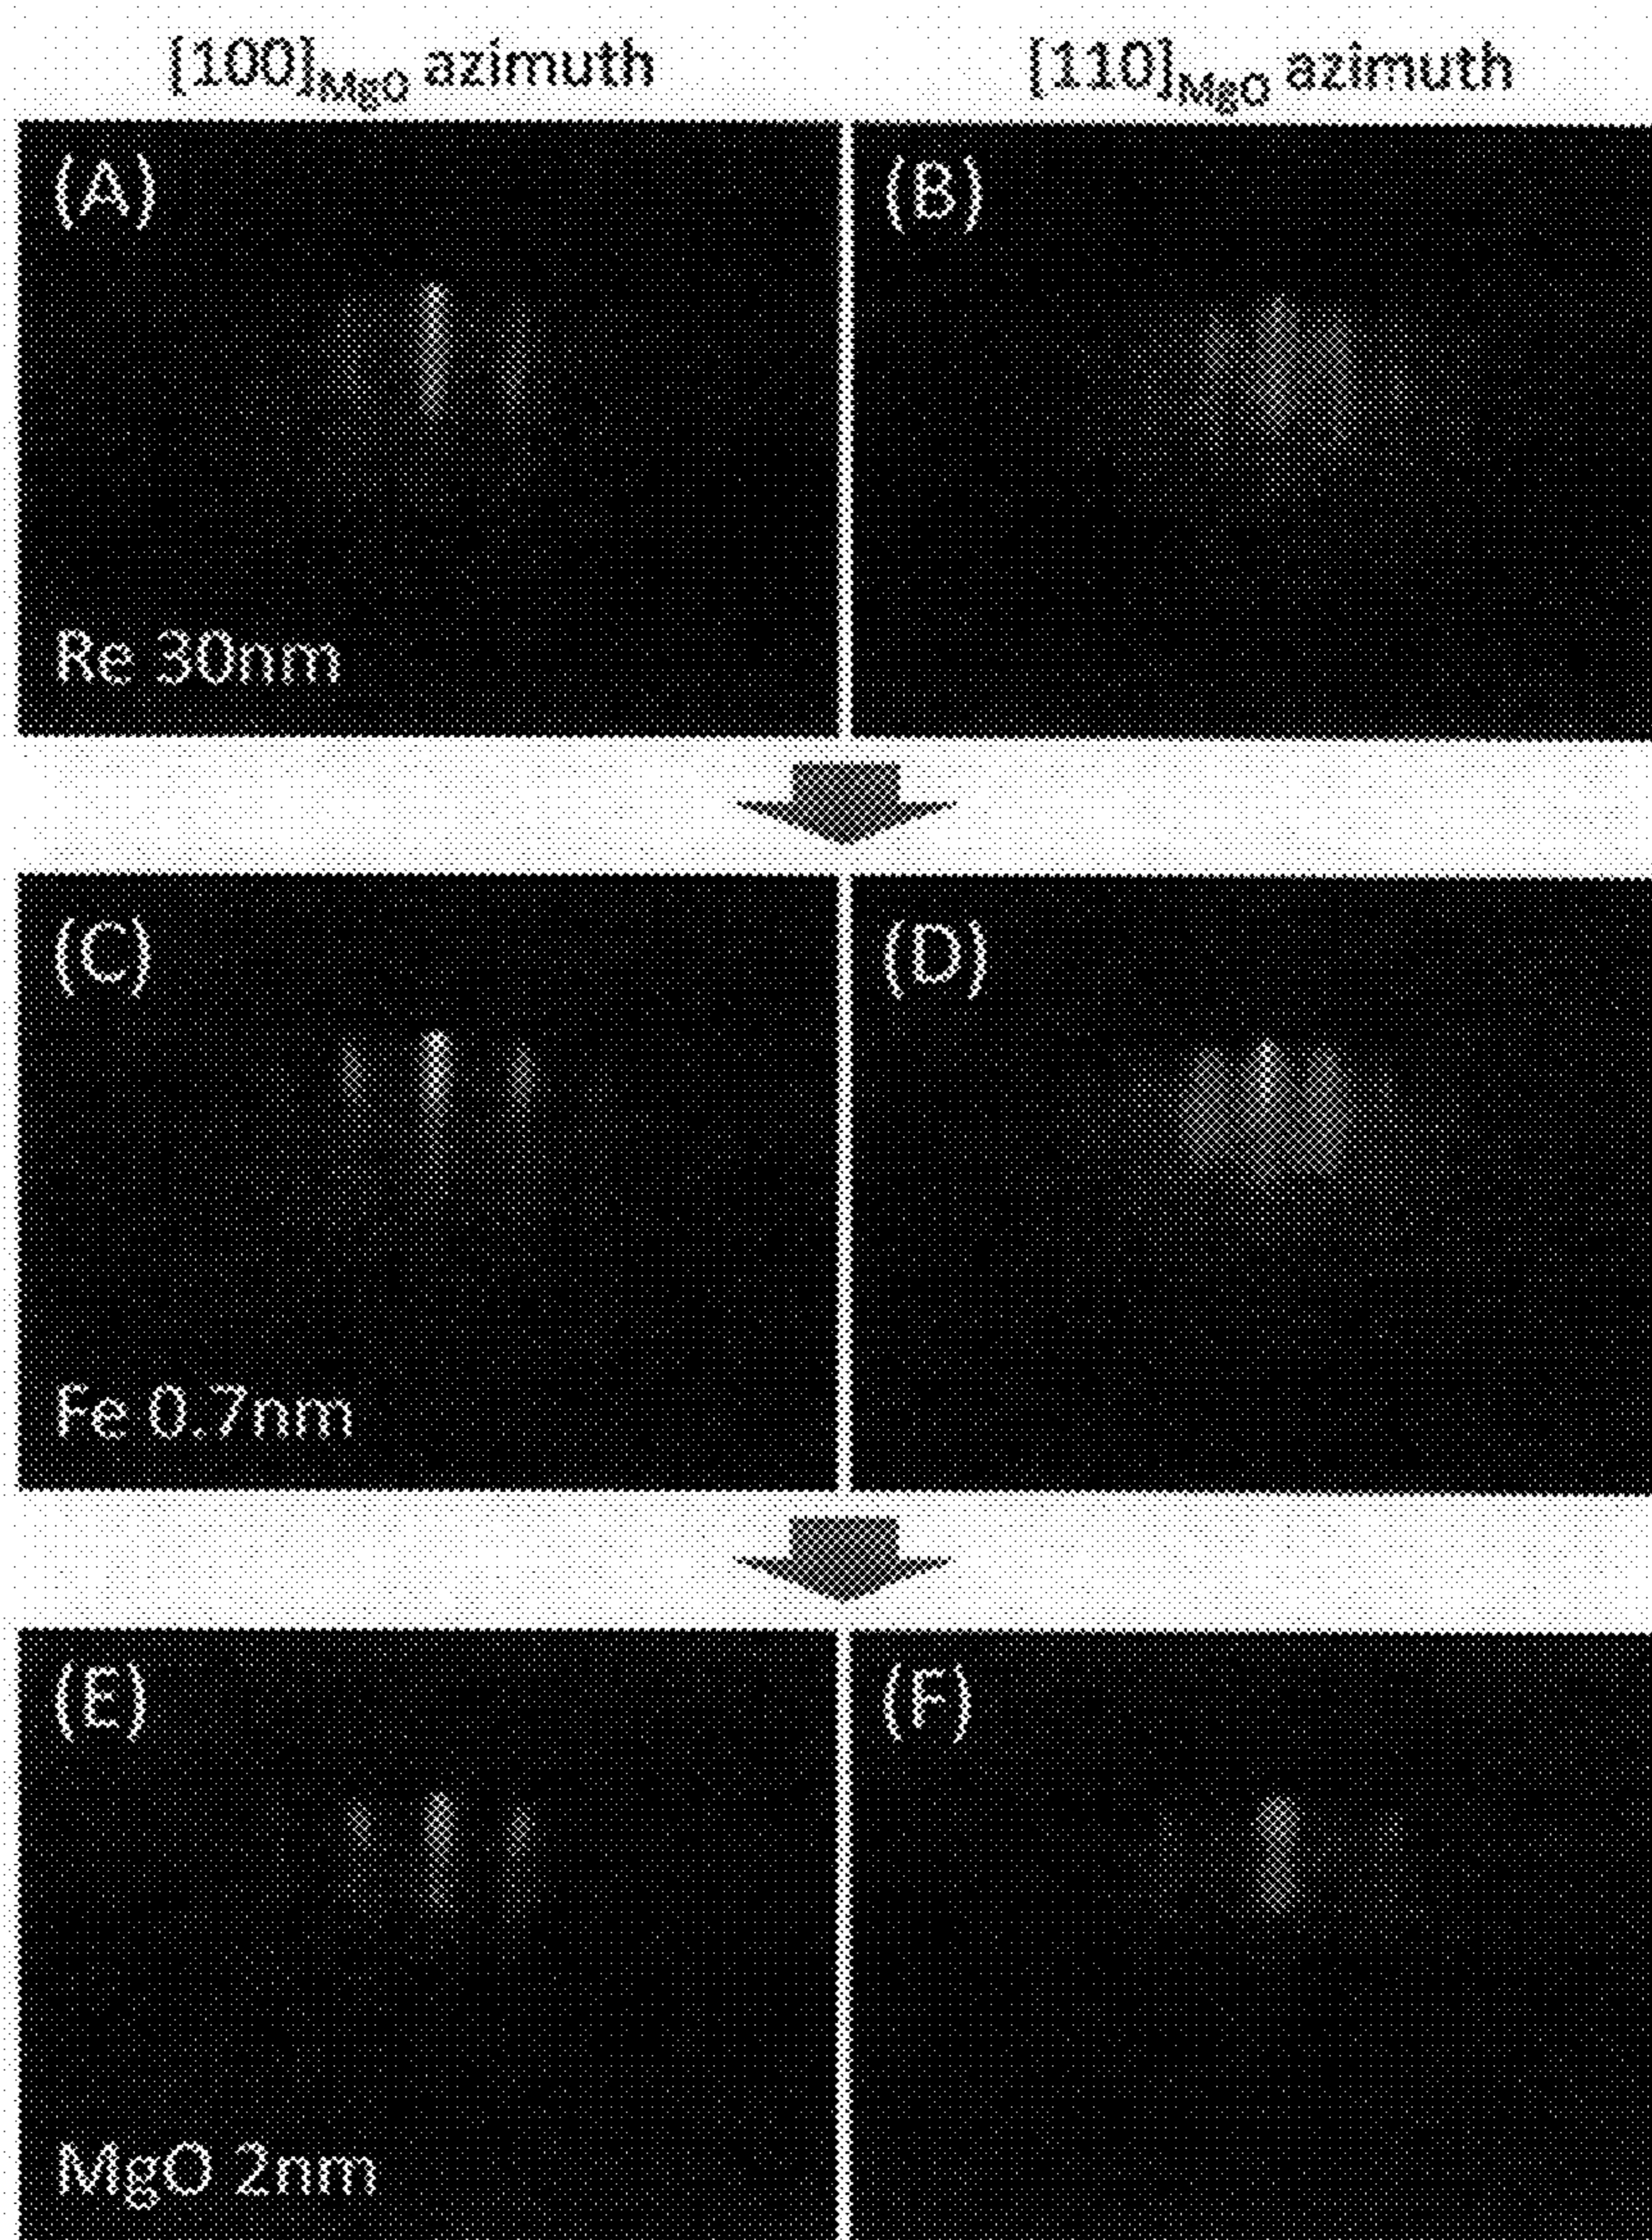 [100]MgO azimuth
[110]MgO azimuth
(A)
(B)
Re 30nm
(C)
(D)
Fe 0.7nm
(E)
(F)
MgO 2nm